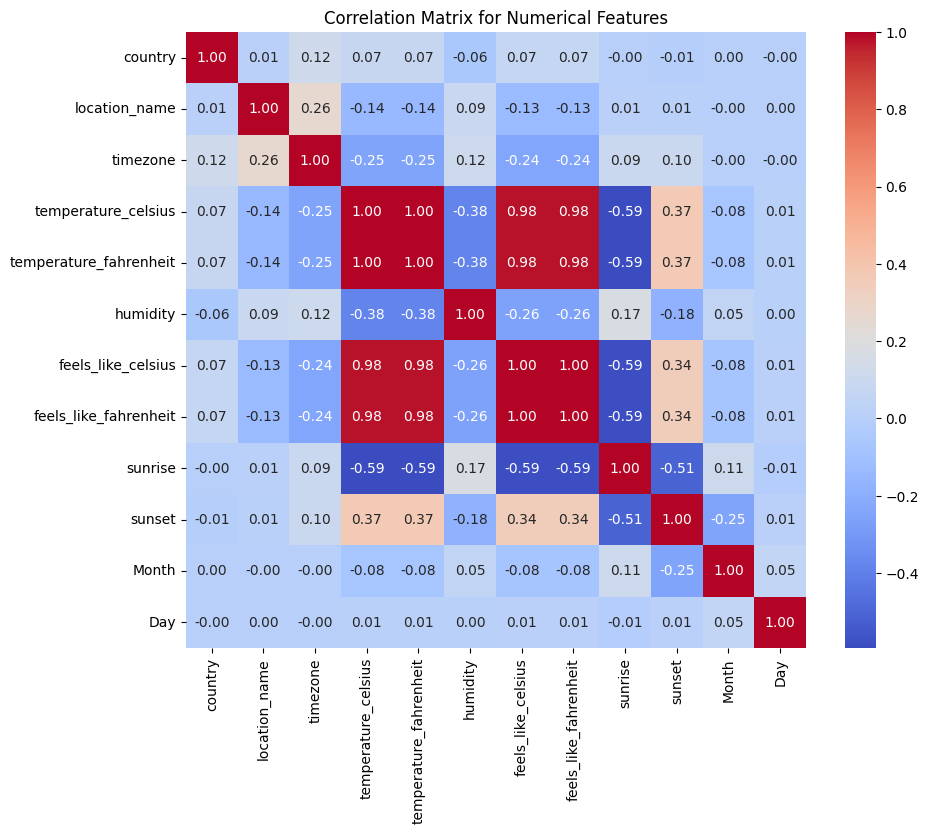 Correlation Matrix for Numerical Features
country 1.00 0.01 0.12 0.07 0.07 -0.06 0.07 0.07 -0.00 -0.01 0.00 -0.00
location_name 0.01 1.00 0.26 -0.14 -0.14 0.09 -0.13 -0.13 0.01 0.01 -0.00 0.00
timezone 0.12 0.26 1.00 -0.25 -0.25 0.12 -0.24 -0.24 0.09 0.10 -0.00 -0.00
temperature_celsius 0.07 -0.14 -0.25 1.00 1.00 -0.38 0.98 0.98 -0.59 0.37 -0.08 0.01
temperature_fahrenheit 0.07 -0.14 -0.25 1.00 1.00 -0.38 0.98 0.98 -0.59 0.37 -0.08 0.01
humidity -0.06 0.09 0.12 -0.38 -0.38 1.00 -0.26 -0.26 0.17 -0.18 0.05 0.00
feels_like_celsius 0.07 -0.13 -0.24 0.98 0.98 -0.26 1.00 1.00 -0.59 0.34 -0.08 0.01
feels_like_fahrenheit 0.07 -0.13 -0.24 0.98 0.98 -0.26 1.00 1.00 -0.59 0.34 -0.08 0.01
sunrise -0.00 0.01 0.09 -0.59 -0.59 0.17 -0.59 -0.59 1.00 -0.51 0.11 -0.01
sunset -0.01 0.01 0.10 0.37 0.37 -0.18 0.34 0.34 -0.51 1.00 -0.25 0.01
Month 0.00 -0.00 -0.00 -0.08 -0.08 0.05 -0.08 -0.08 0.11 -0.25 1.00 0.05
Day -0.00 0.00 -0.00 0.01 0.01 0.00 0.01 0.01 -0.01 0.01 0.05 1.00
country
location_name
timezone
temperature_celsius
temperature_fahrenheit
humidity
feels_like_celsius
feels_like_fahrenheit
sunrise
sunset
Month
Day
1.0
0.8
0.6
0.4
0.2
0.0
-0.2
-0.4